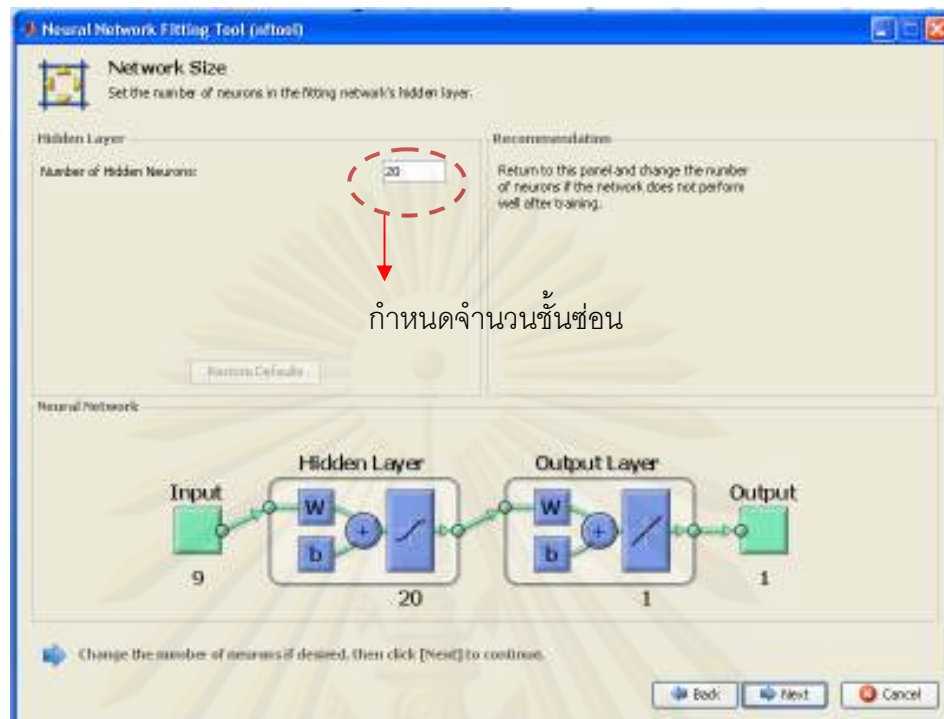 Neural Network Fitting Tool (nftool)
Network Size
Set the number of neurons in the fitting network's hidden layer.
Hidden Layer
Number of Hidden Neurons:
20
Recommendation
Return to this panel and change the number
of neurons if the network does not perform
well after training.
กำหนดจำนวนชั้นซ่อน
Restore Defaults
Neural Network
Hidden Layer
Output Layer
Input
Output
W
b
W
b
9
20
1
1
Change the number of neurons if desired, then click [Next] to continue.
Back
Next
Cancel